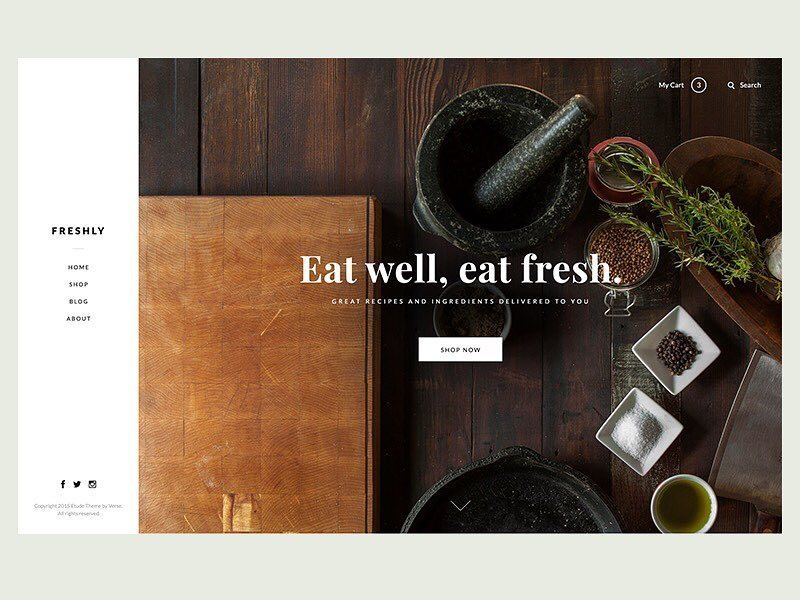 My Cart 3 Search
FRESHLY
HOME
SHOP
BLOG
ABOUT
Eat well, eat fresh.
GREAT RECIPES AND INGREDIENTS DELIVERED TO YOU
SHOP NOW
Copyright 2015 Etude Theme by Verse.
All rights reserved.